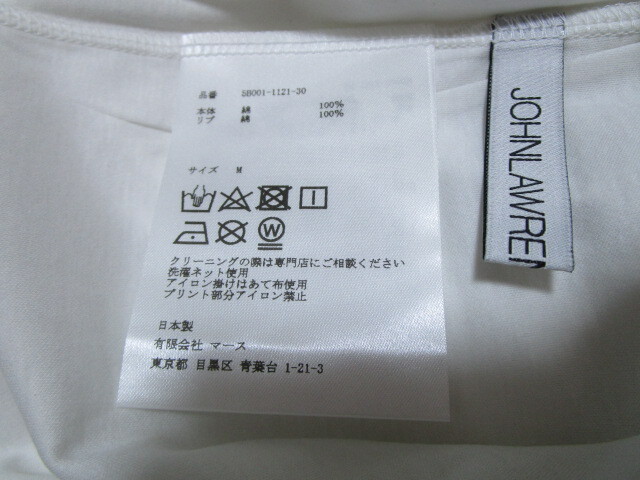 品番 SB001-1121-30
本体 綿 100%
リブ 綿 100%
サイズ M
W
クリーニングの際は専門店にご相談ください
洗濯ネット使用
アイロン掛けはあて布使用
プリント部分アイロン禁止
日本製
有限会社 マース
東京都 目黒区 青葉台 1-21-3
JOHNLAWREN